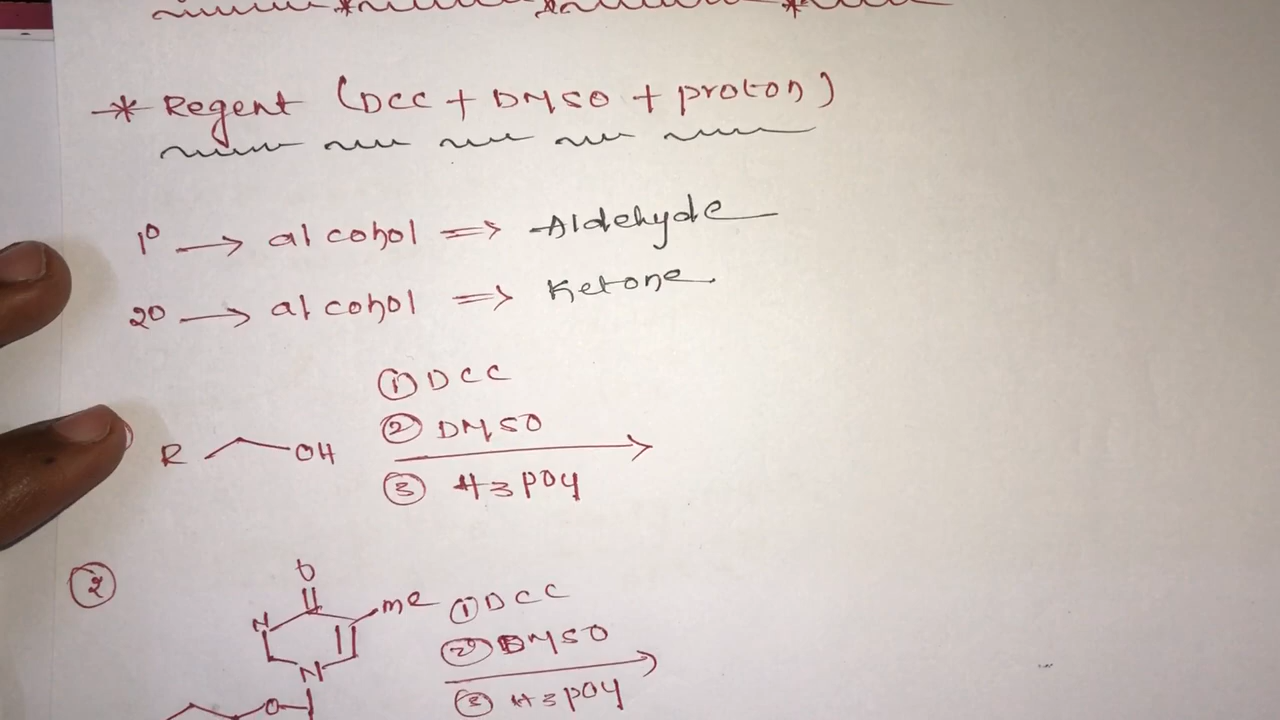 * Regent (DCC + DMSO + proton)
1° → alcohol ⇒ Aldehyde
2° → alcohol ⇒ Ketone
① DCC
② DMSO
R OH
③ H3PO4
②
O
Me ① DCC
N
② DMSO
N
③ H3PO4
O